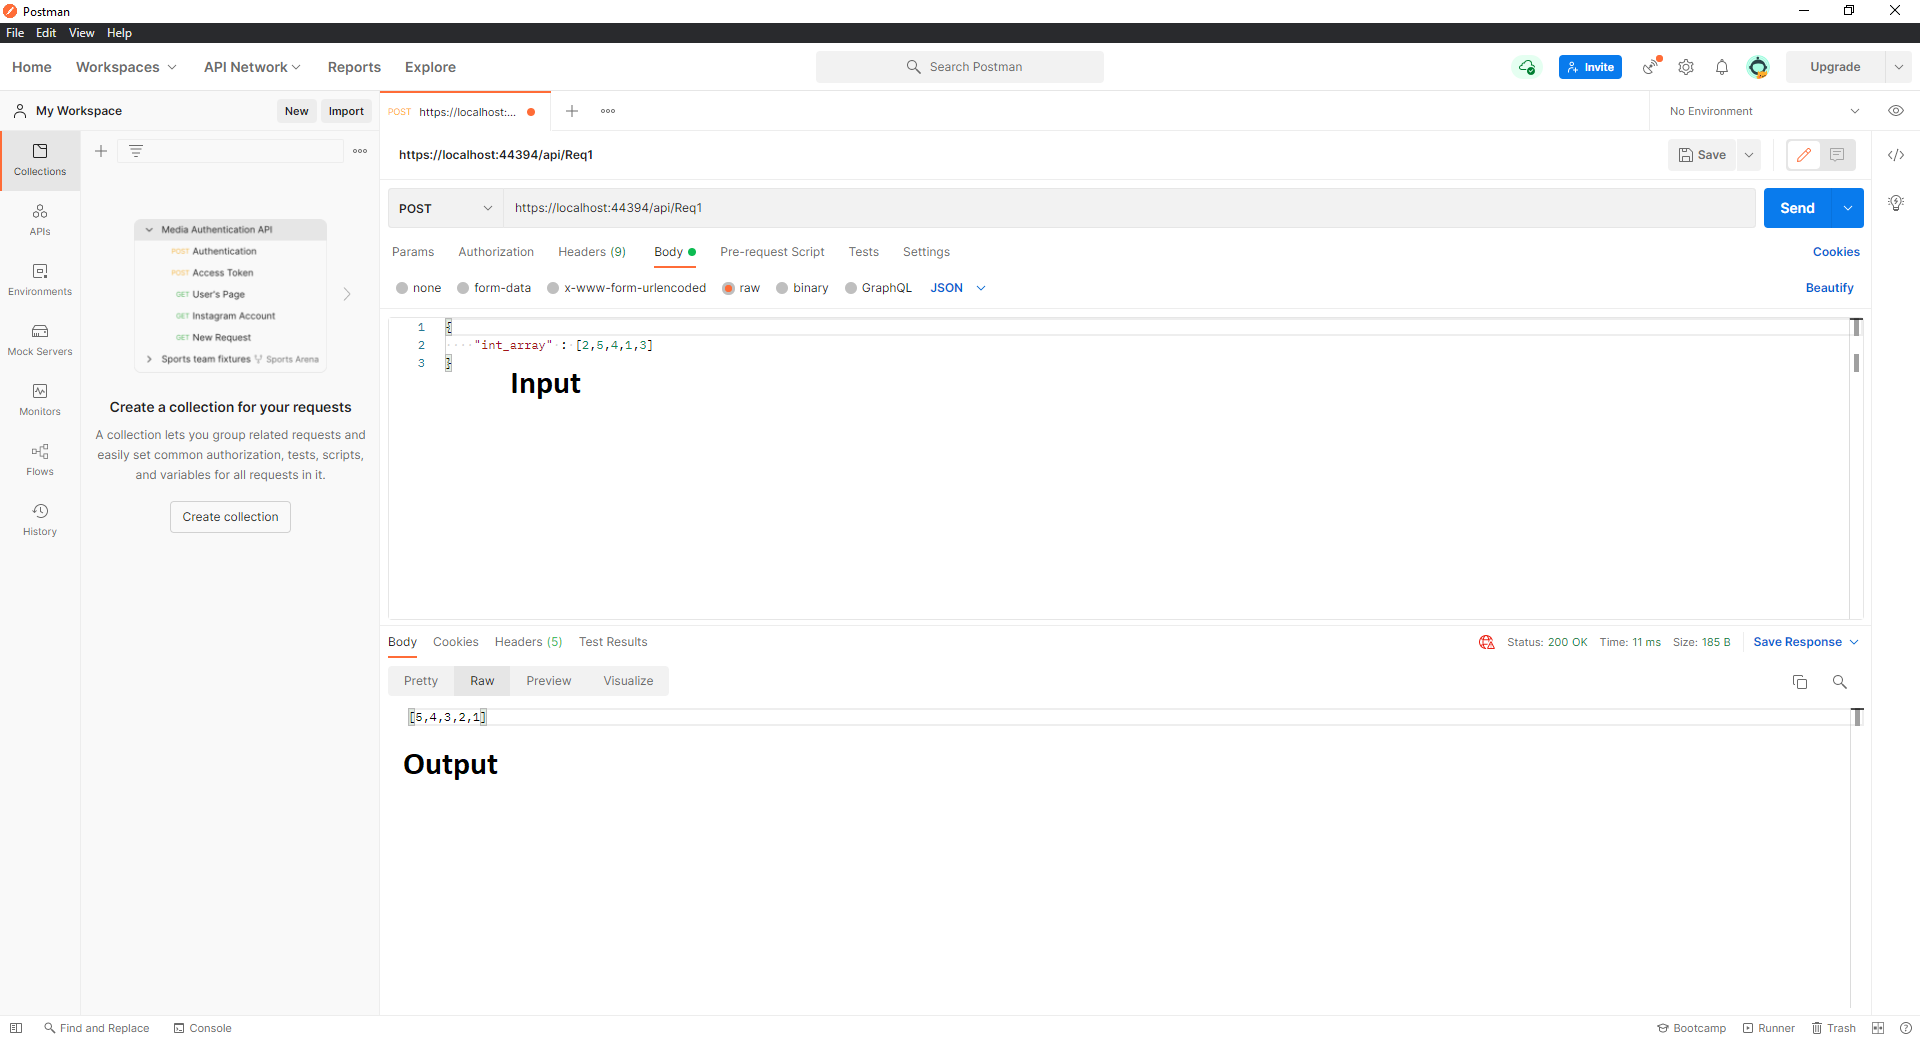 Postman
File Edit View Help
Home Workspaces API Network Reports Explore
Search Postman
Invite
Upgrade
My Workspace New Import
POST https://localhost:...
No Environment
Collections
APIs
Environments
Mock Servers
Monitors
Flows
History
Media Authentication API
POST Authentication
POST Access Token
GET User's Page
GET Instagram Account
GET New Request
Sports team fixtures Sports Arena
Create a collection for your requests
A collection lets you group related requests and
easily set common authorization, tests, scripts,
and variables for all requests in it.
Create collection
https://localhost:44394/api/Req1
Save
POST https://localhost:44394/api/Req1
Send
Params Authorization Headers (9) Body Pre-request Script Tests Settings
Cookies
none form-data x-www-form-urlencoded raw binary GraphQL JSON
Beautify
1 {
2 "int_array" : [2,5,4,1,3]
3 }
Input
Body Cookies Headers (5) Test Results
Status: 200 OK Time: 11 ms Size: 185 B Save Response
Pretty Raw Preview Visualize
[5,4,3,2,1]
Output
Find and Replace Console
Bootcamp Runner Trash